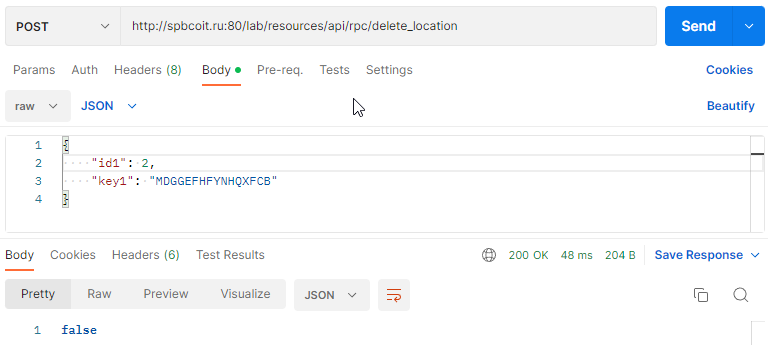 POST http://spbcoit.ru:80/lab/resources/api/rpc/delete_location Send
Params Auth Headers (8) Body Pre-req. Tests Settings Cookies
raw JSON Beautify
1 {
2 "id1": 2,
3 "key1": "MDGGEFHFYNHQXFCB"
4 }
Body Cookies Headers (6) Test Results 200 OK 48 ms 204 B Save Response
Pretty Raw Preview Visualize JSON
1 false